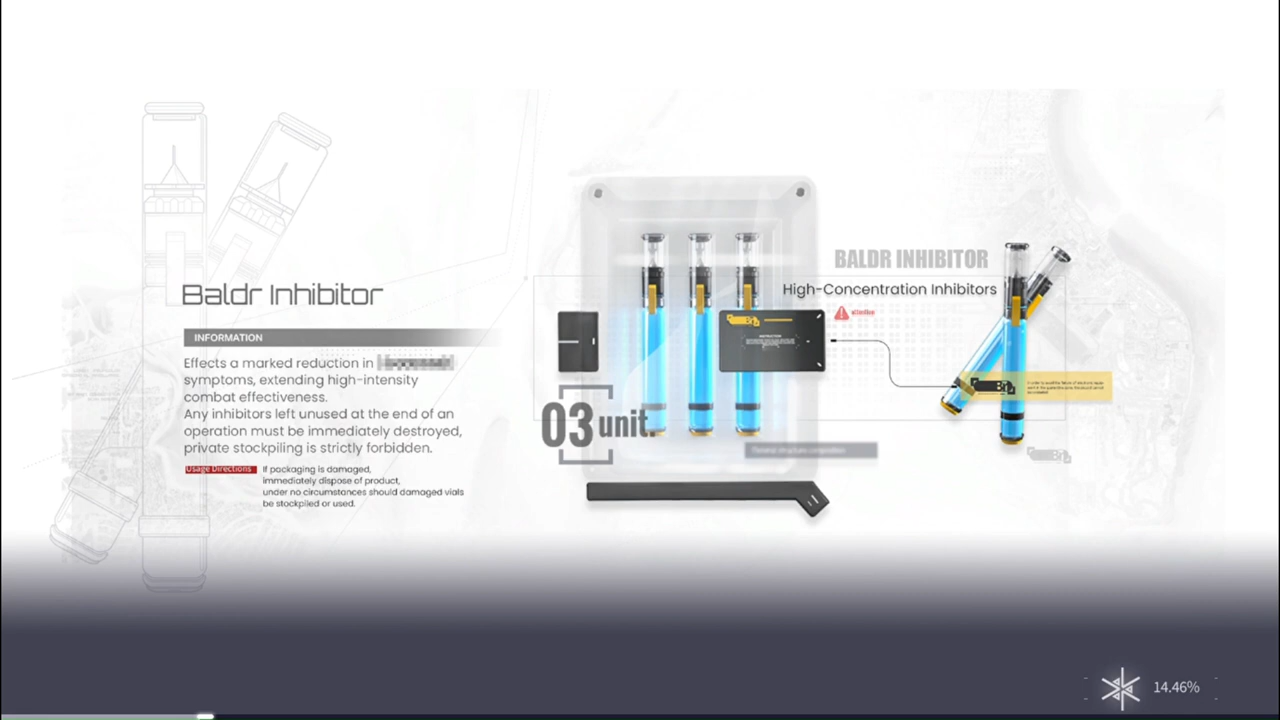 Baldr Inhibitor
INFORMATION
Effects a marked reduction in
symptoms, extending high-intensity
combat effectiveness.
Any inhibitors left unused at the end of an
operation must be immediately destroyed,
private stockpiling is strictly forbidden.
Usage Directions
If packaging is damaged,
immediately dispose of product,
under no circumstances should damaged vials
be stockpiled or used.
03 unit.
BALDR INHIBITOR
High-Concentration Inhibitors
attention
14.46%